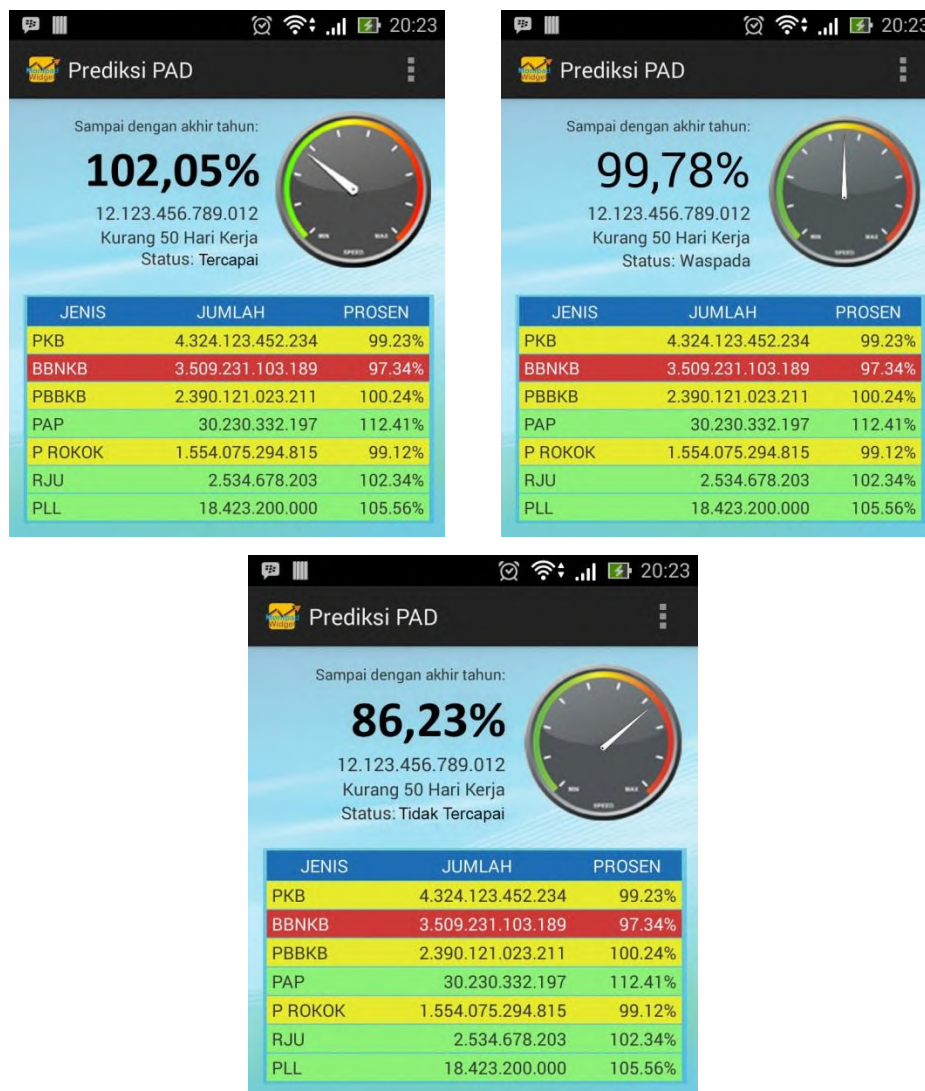 20:23
Prediksi PAD
Sampai dengan akhir tahun:
102,05%
12.123.456.789.012
Kurang 50 Hari Kerja
Status: Tercapai
MIN MAX
SPEED
JENIS JUMLAH PROSEN
PKB 4.324.123.452.234 99.23%
BBNKB 3.509.231.103.189 97.34%
PBBKB 2.390.121.023.211 100.24%
PAP 30.230.332.197 112.41%
P ROKOK 1.554.075.294.815 99.12%
RJU 2.534.678.203 102.34%
PLL 18.423.200.000 105.56%
20:23
Prediksi PAD
Sampai dengan akhir tahun:
99,78%
12.123.456.789.012
Kurang 50 Hari Kerja
Status: Waspada
MIN MAX
SPEED
JENIS JUMLAH PROSEN
PKB 4.324.123.452.234 99.23%
BBNKB 3.509.231.103.189 97.34%
PBBKB 2.390.121.023.211 100.24%
PAP 30.230.332.197 112.41%
P ROKOK 1.554.075.294.815 99.12%
RJU 2.534.678.203 102.34%
PLL 18.423.200.000 105.56%
20:23
Prediksi PAD
Sampai dengan akhir tahun:
86,23%
12.123.456.789.012
Kurang 50 Hari Kerja
Status: Tidak Tercapai
MIN MAX
SPEED
JENIS JUMLAH PROSEN
PKB 4.324.123.452.234 99.23%
BBNKB 3.509.231.103.189 97.34%
PBBKB 2.390.121.023.211 100.24%
PAP 30.230.332.197 112.41%
P ROKOK 1.554.075.294.815 99.12%
RJU 2.534.678.203 102.34%
PLL 18.423.200.000 105.56%